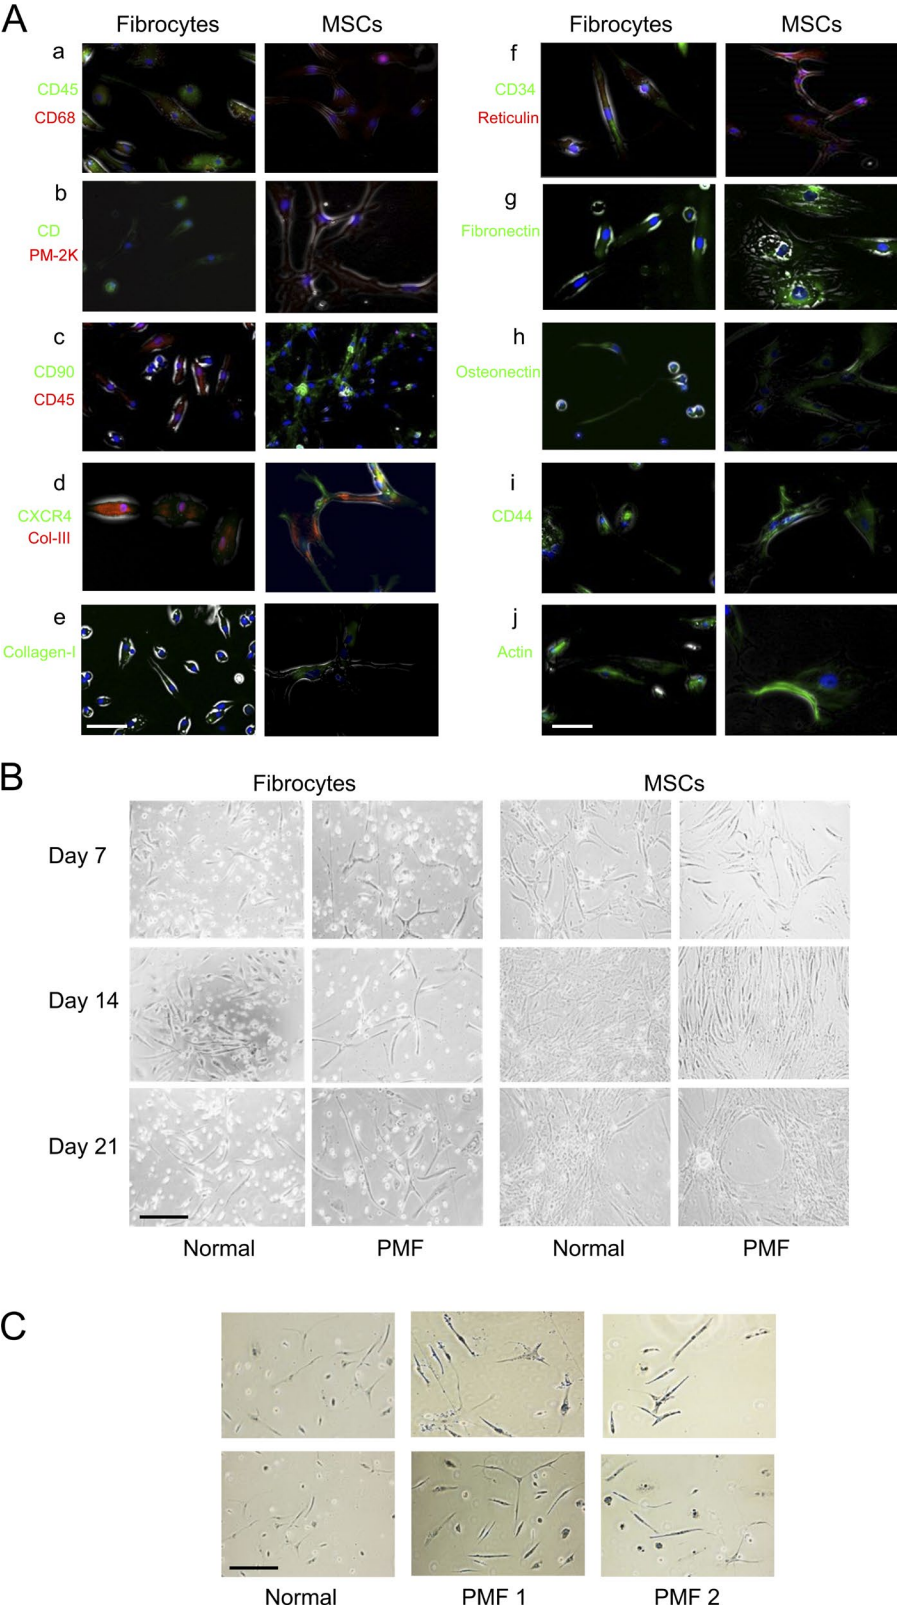 A
Fibrocytes MSCs Fibrocytes MSCs
a
CD45
CD68
b
CD
PM-2K
c
CD90
CD45
d
CXCR4
Col-III
e
Collagen-I
f
CD34
Reticulin
g
Fibronectin
h
Osteonectin
i
CD44
j
Actin
B
Fibrocytes MSCs
Day 7
Day 14
Day 21
Normal PMF Normal PMF
C
Normal PMF 1 PMF 2